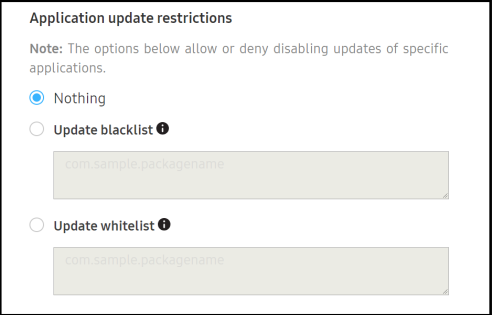 Application update restrictions
Note: The options below allow or deny disabling updates of specific
applications.
Nothing
Update blacklist
com.sample.packagename
Update whitelist
com.sample.packagename